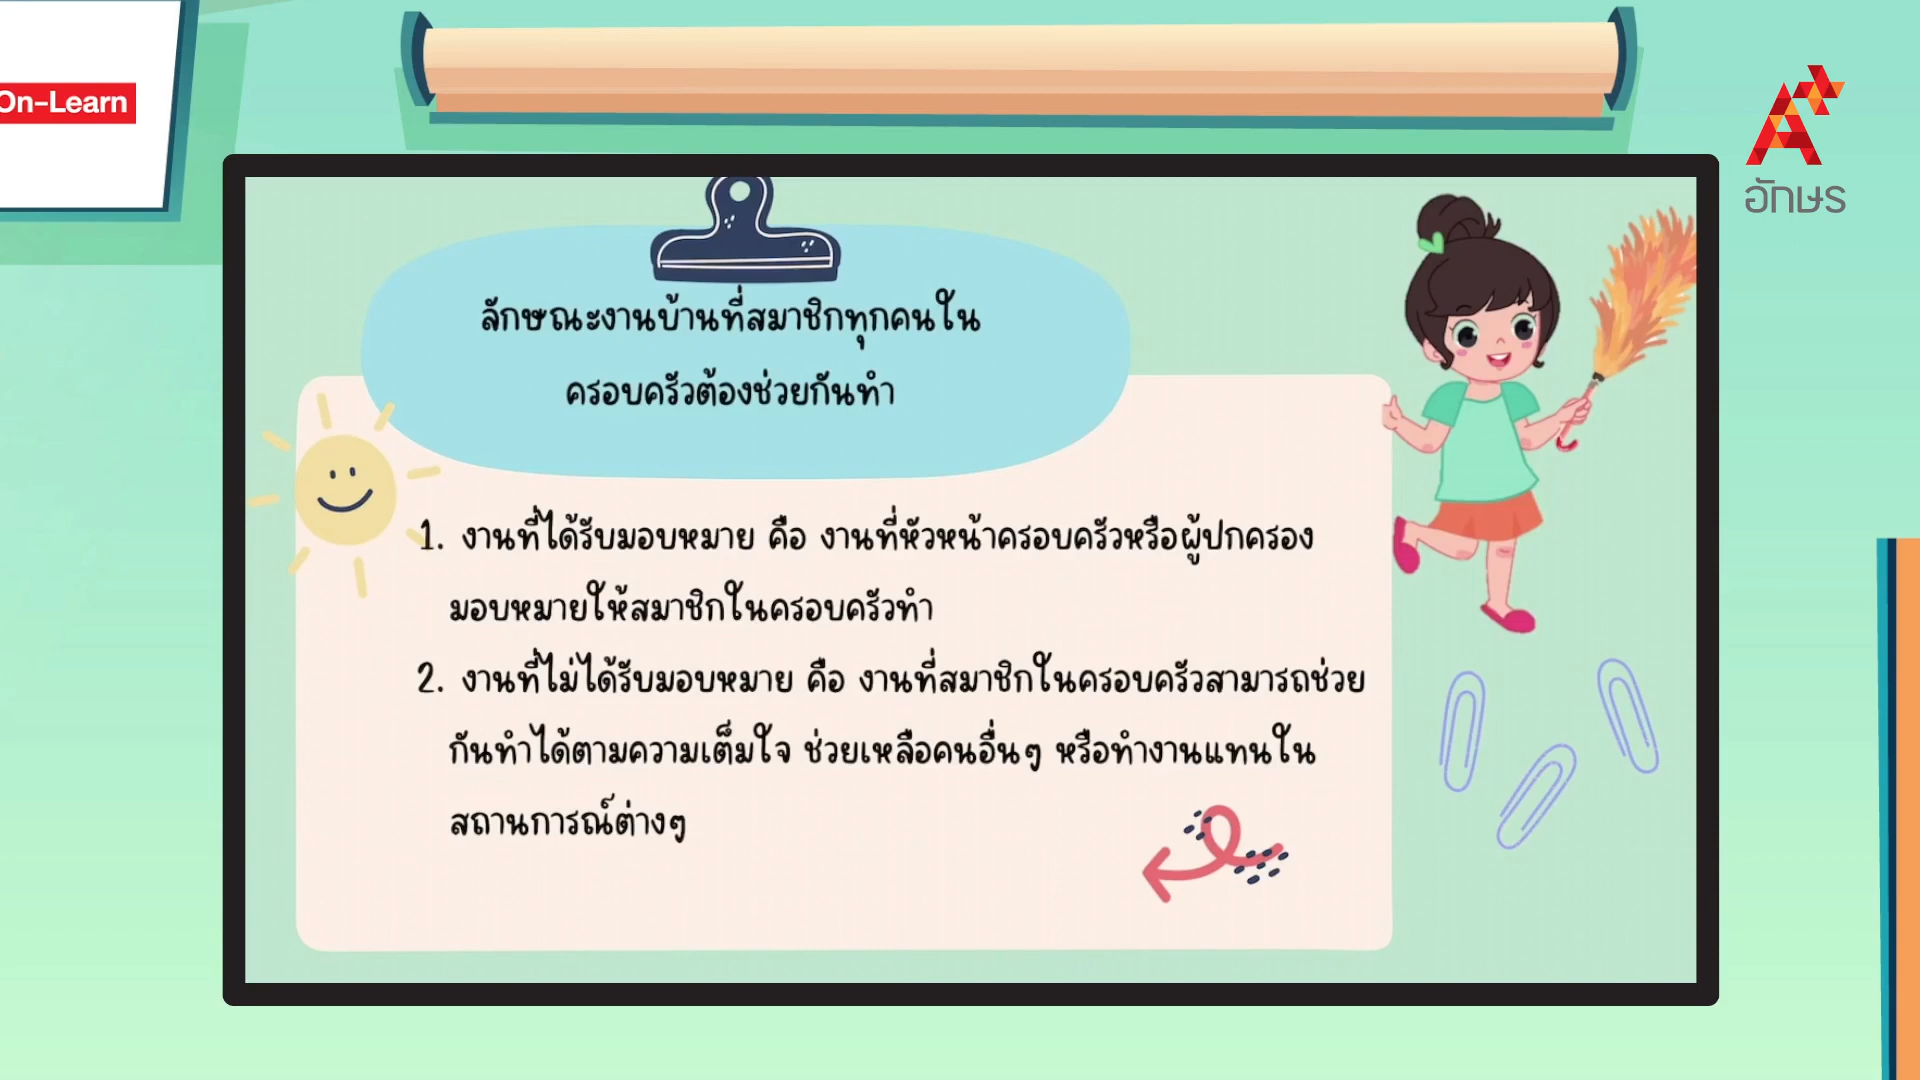 On-Learn
อักษร
ลักษณะงานบ้านที่สมาชิกทุกคนใน
ครอบครัวต้องช่วยกันทำ
1. งานที่ได้รับมอบหมาย คือ งานที่หัวหน้าครอบครัวหรือผู้ปกครอง
มอบหมายให้สมาชิกในครอบครัวทำ
2. งานที่ไม่ได้รับมอบหมาย คือ งานที่สมาชิกในครอบครัวสามารถช่วย
กันทำได้ตามความเต็มใจ ช่วยเหลือคนอื่นๆ หรือทำงานแทนใน
สถานการณ์ต่างๆ